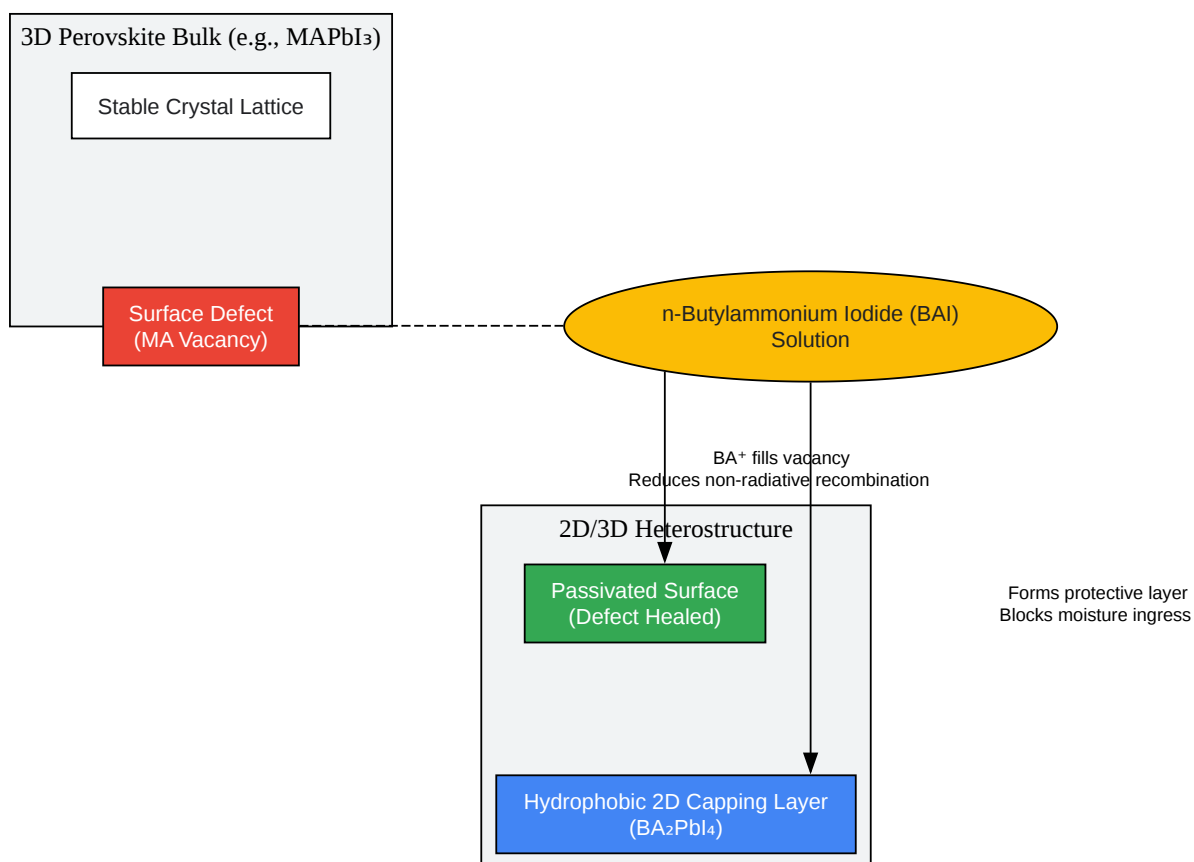 3D Perovskite Bulk (e.g., MAPbI₃)
Stable Crystal Lattice
Surface Defect
(MA Vacancy)
n-Butylammonium Iodide (BAI)
Solution
BA⁺ fills vacancy
Reduces non-radiative recombination
2D/3D Heterostructure
Passivated Surface
(Defect Healed)
Forms protective layer
Blocks moisture ingress
Hydrophobic 2D Capping Layer
(BA₂PbI₄)